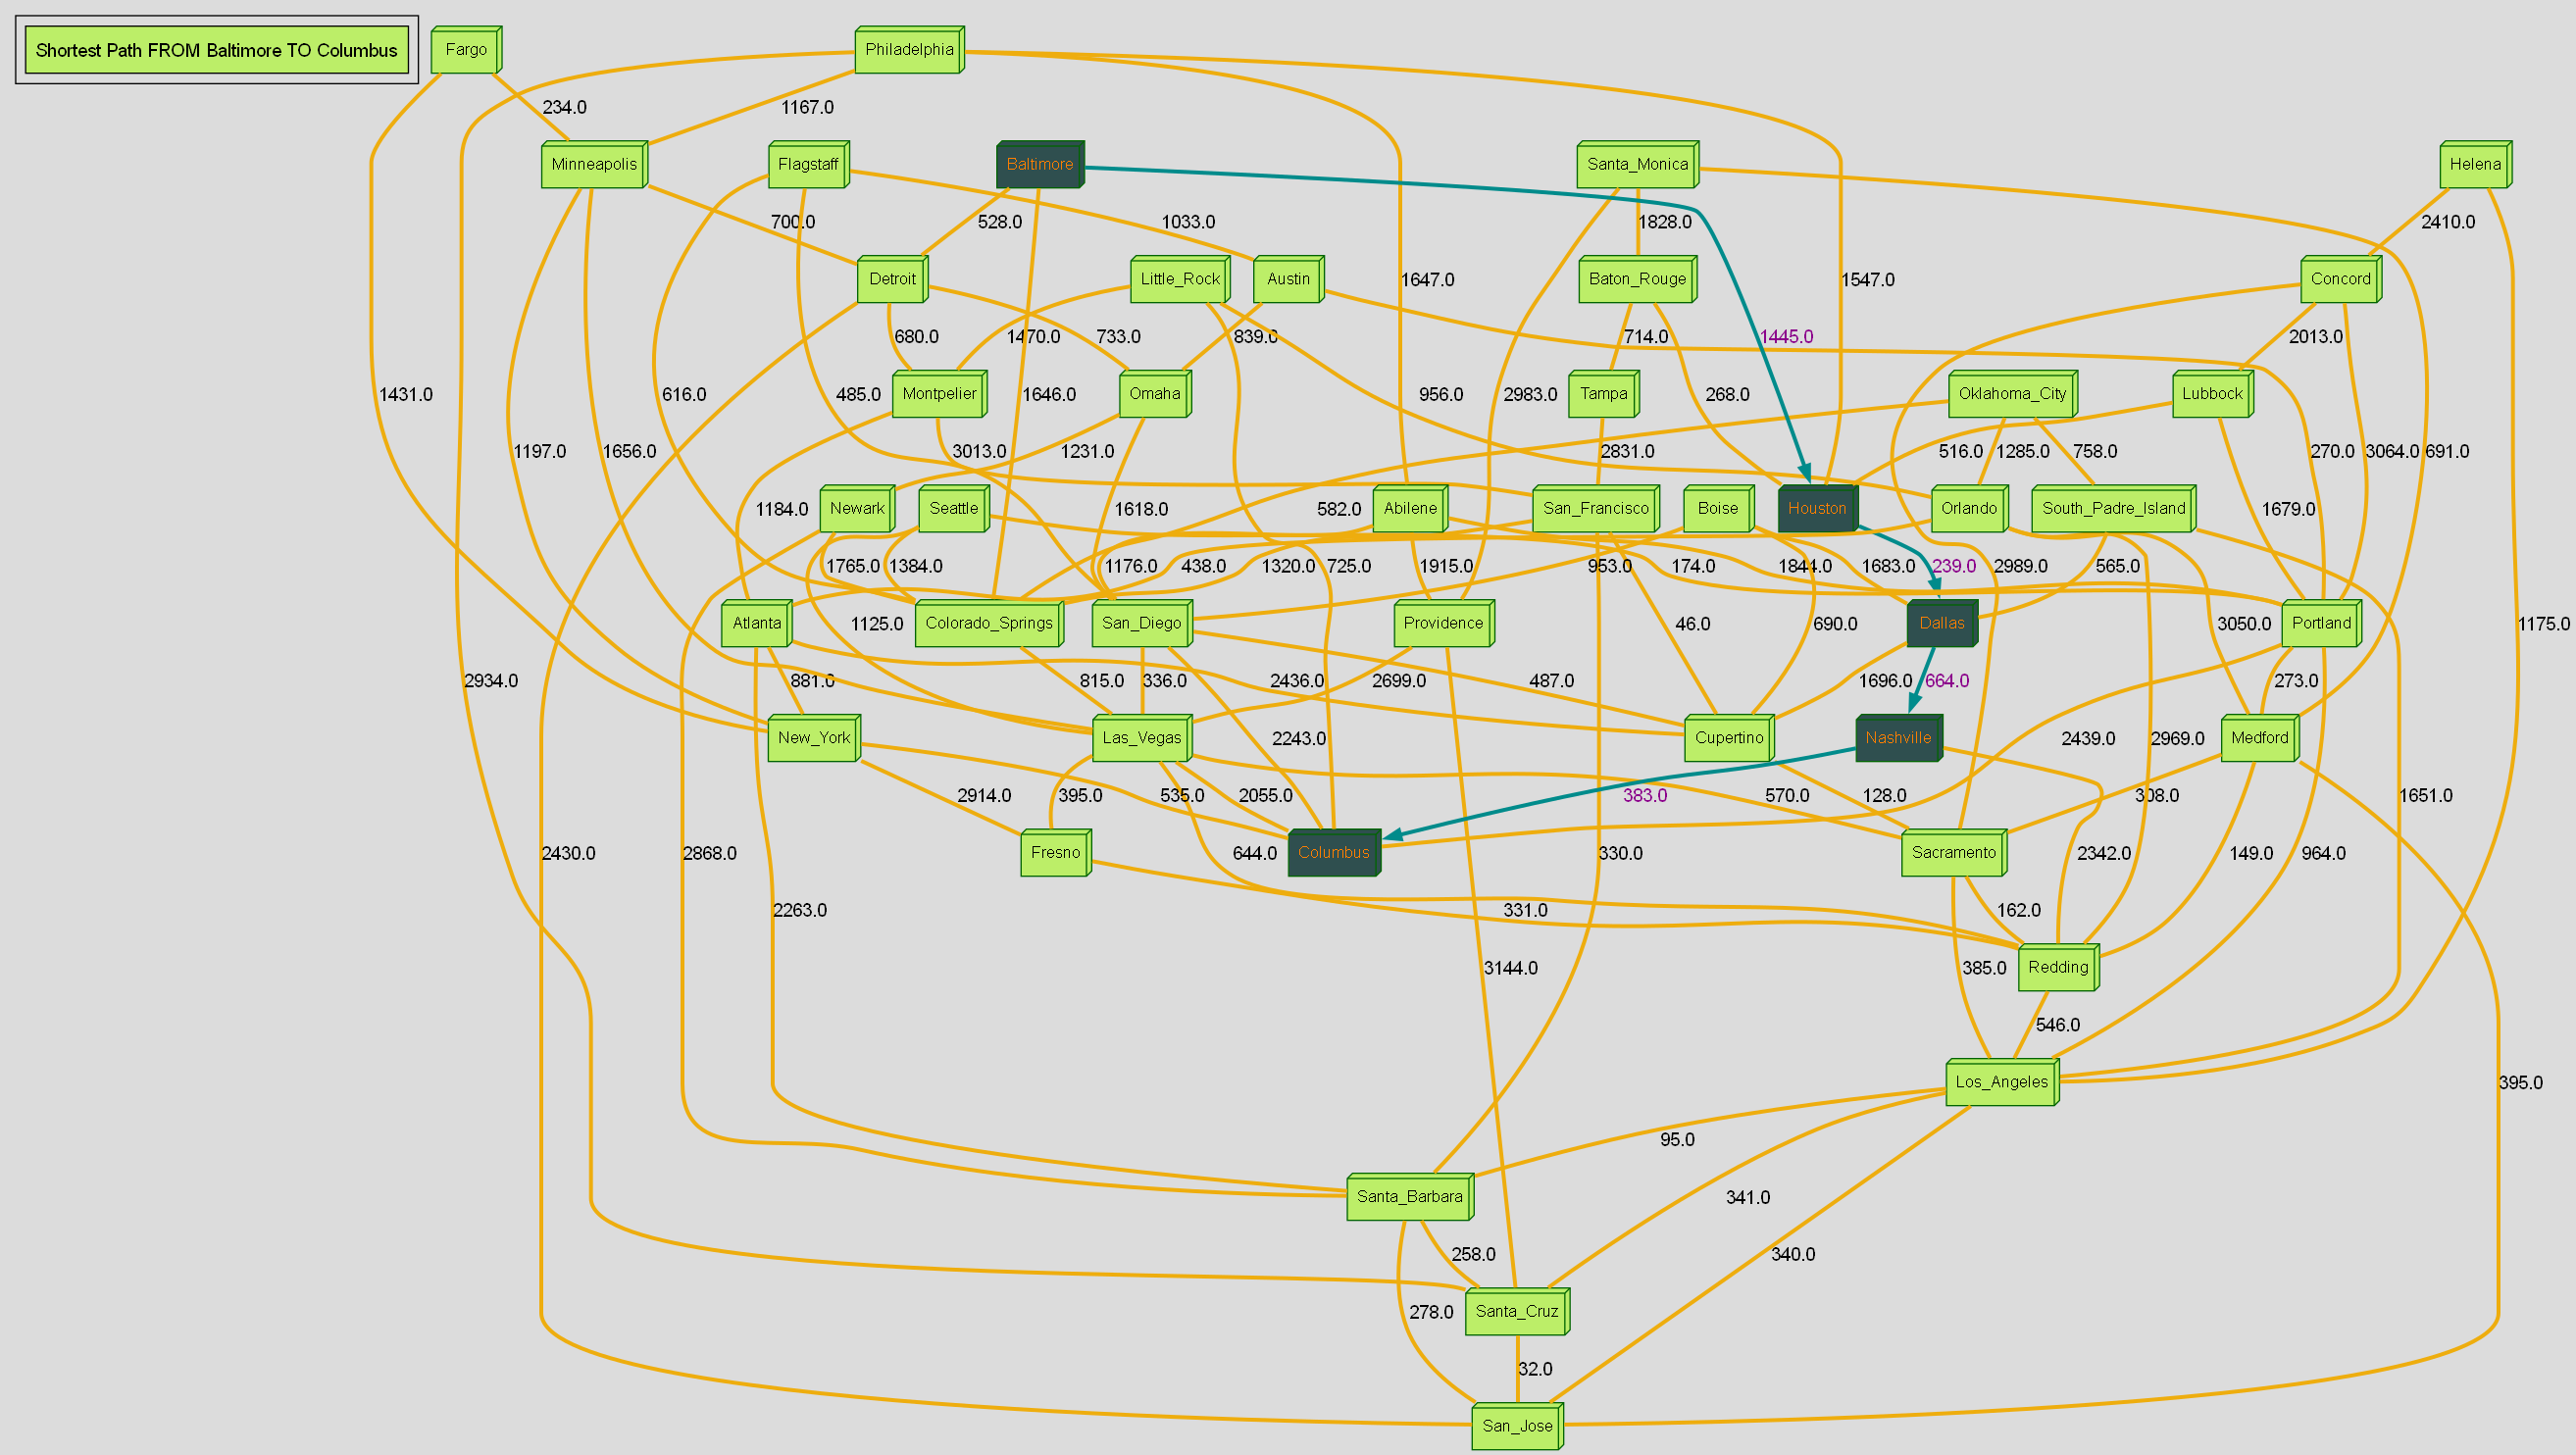 Shortest Path FROM Baltimore TO Columbus
Fargo
Philadelphia
234.0
1167.0
Minneapolis
Flagstaff
Baltimore
Santa_Monica
Helena
700.0
528.0
1033.0
1828.0
2410.0
Detroit
Little_Rock
Austin
1647.0
Baton_Rouge
1547.0
Concord
680.0
1470.0
733.0
839.0
714.0
1445.0
2013.0
1431.0
616.0
485.0
Montpelier
1646.0
Omaha
956.0
2983.0
Tampa
268.0
Oklahoma_City
Lubbock
1197.0
1656.0
3013.0
1231.0
2831.0
516.0
1285.0
758.0
270.0
3064.0
691.0
1184.0
Newark
Seattle
1618.0
582.0
Abilene
San_Francisco
Boise
Houston
Orlando
South_Padre_Island
1679.0
1765.0
1384.0
1176.0
438.0
1320.0
725.0
1915.0
953.0
174.0
1844.0
1683.0
239.0
2989.0
565.0
Atlanta
1125.0
Colorado_Springs
San_Diego
Providence
46.0
690.0
Dallas
3050.0
Portland
1175.0
2934.0
881.0
815.0
336.0
2436.0
2699.0
487.0
1696.0
664.0
273.0
New_York
Las_Vegas
2243.0
Cupertino
Nashville
2439.0
2969.0
Medford
2914.0
395.0
535.0
2055.0
383.0
570.0
128.0
308.0
1651.0
2430.0
2868.0
Fresno
644.0
Columbus
330.0
Sacramento
2342.0
149.0
964.0
2263.0
331.0
162.0
3144.0
385.0
Redding
546.0
Los_Angeles
395.0
95.0
Santa_Barbara
341.0
258.0
340.0
278.0
Santa_Cruz
32.0
San_Jose